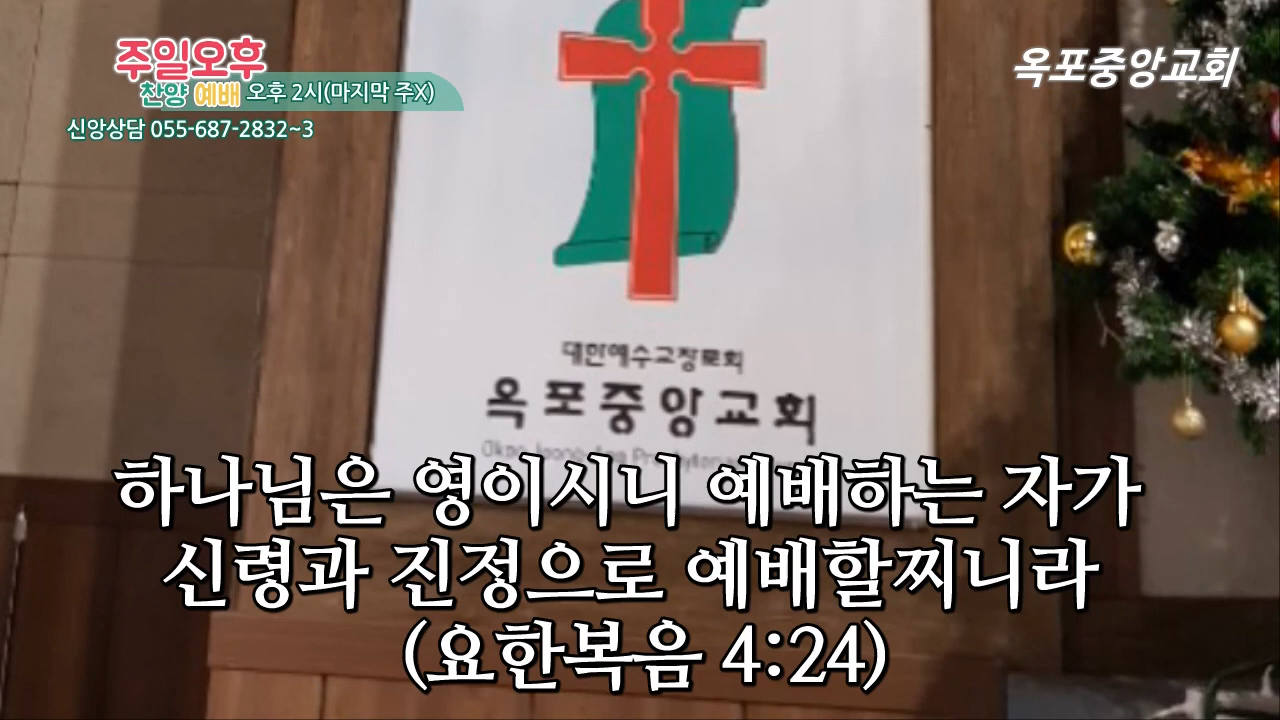 주일오후
찬양 예배 오후 2시(마지막 주X)
신앙상담 055-687-2832~3
옥포중앙교회
대한예수교장로회
옥포중앙교회
하나님은 영이시니 예배하는 자가
신령과 진정으로 예배할찌니라
(요한복음 4:24)